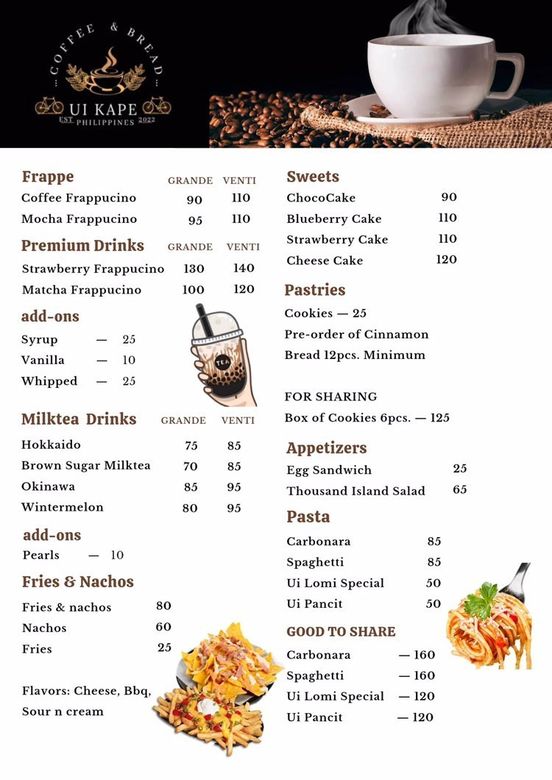 COFFEE & BREAD
UI KAPE
EST PHILIPPINES 2022
Frappe GRANDE VENTI
Coffee Frappucino 90 110
Mocha Frappucino 95 110
Premium Drinks GRANDE VENTI
Strawberry Frappucino 130 140
Matcha Frappucino 100 120
add-ons
Syrup — 25
Vanilla — 10
Whipped — 25
TEA
Milktea Drinks GRANDE VENTI
Hokkaido 75 85
Brown Sugar Milktea 70 85
Okinawa 85 95
Wintermelon 80 95
add-ons
Pearls — 10
Fries & Nachos
Fries & nachos 80
Nachos 60
Fries 25
Flavors: Cheese, Bbq,
Sour n cream
Sweets
ChocoCake 90
Blueberry Cake 110
Strawberry Cake 110
Cheese Cake 120
Pastries
Cookies — 25
Pre-order of Cinnamon
Bread 12pcs. Minimum
FOR SHARING
Box of Cookies 6pcs. — 125
Appetizers
Egg Sandwich 25
Thousand Island Salad 65
Pasta
Carbonara 85
Spaghetti 85
Ui Lomi Special 50
Ui Pancit 50
GOOD TO SHARE
Carbonara — 160
Spaghetti — 160
Ui Lomi Special — 120
Ui Pancit — 120